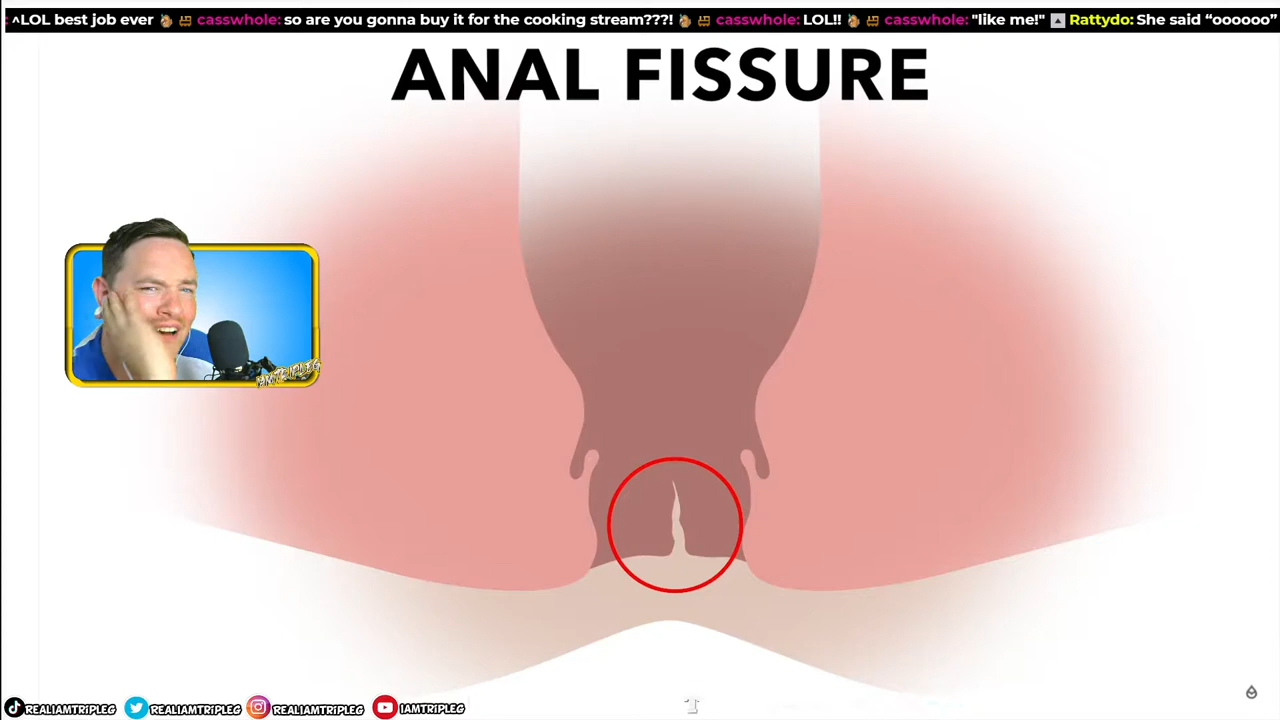 : ^LOL best job ever casswhole: so are you gonna buy it for the cooking stream???! casswhole: LOL!! casswhole: "like me!" Rattydo: She said “oooooo”
ANAL FISSURE
IAMTRIPLEG
REALIAMTRIPLEG REALIAMTRIPLEG REALIAMTRIPLEG IAMTRIPLEG